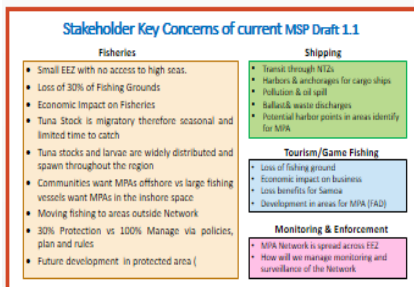 Stakeholder Key Concerns of current MSP Draft 1.1
Fisheries
Small EEZ with no access to high seas.
Loss of 30% of Fishing Grounds
Economic Impact on Fisheries
Tuna Stock is migratory therefore seasonal and
limited time to catch
Tuna stocks and larvae are widely distributed and
spawn throughout the region
Communities want MPAs offshore vs large fishing
vessels want MPAs in the inshore space
Moving fishing to areas outside Network
30% Protection vs 100% Manage via policies,
plan and rules
Future development in protected area (
Shipping
Transit through NTZs
Harbors & anchorages for cargo ships
Pollution & oil spill
Ballast& waste discharges
Potential harbor points in areas identify
for MPA
Tourism/Game Fishing
Loss of fishing ground
Economic impact on business
Loss benefits for Samoa
Development in areas for MPA (FAD)
Monitoring & Enforcement
MPA Network is spread across EEZ
How will we manage monitoring and
surveillance of the Network